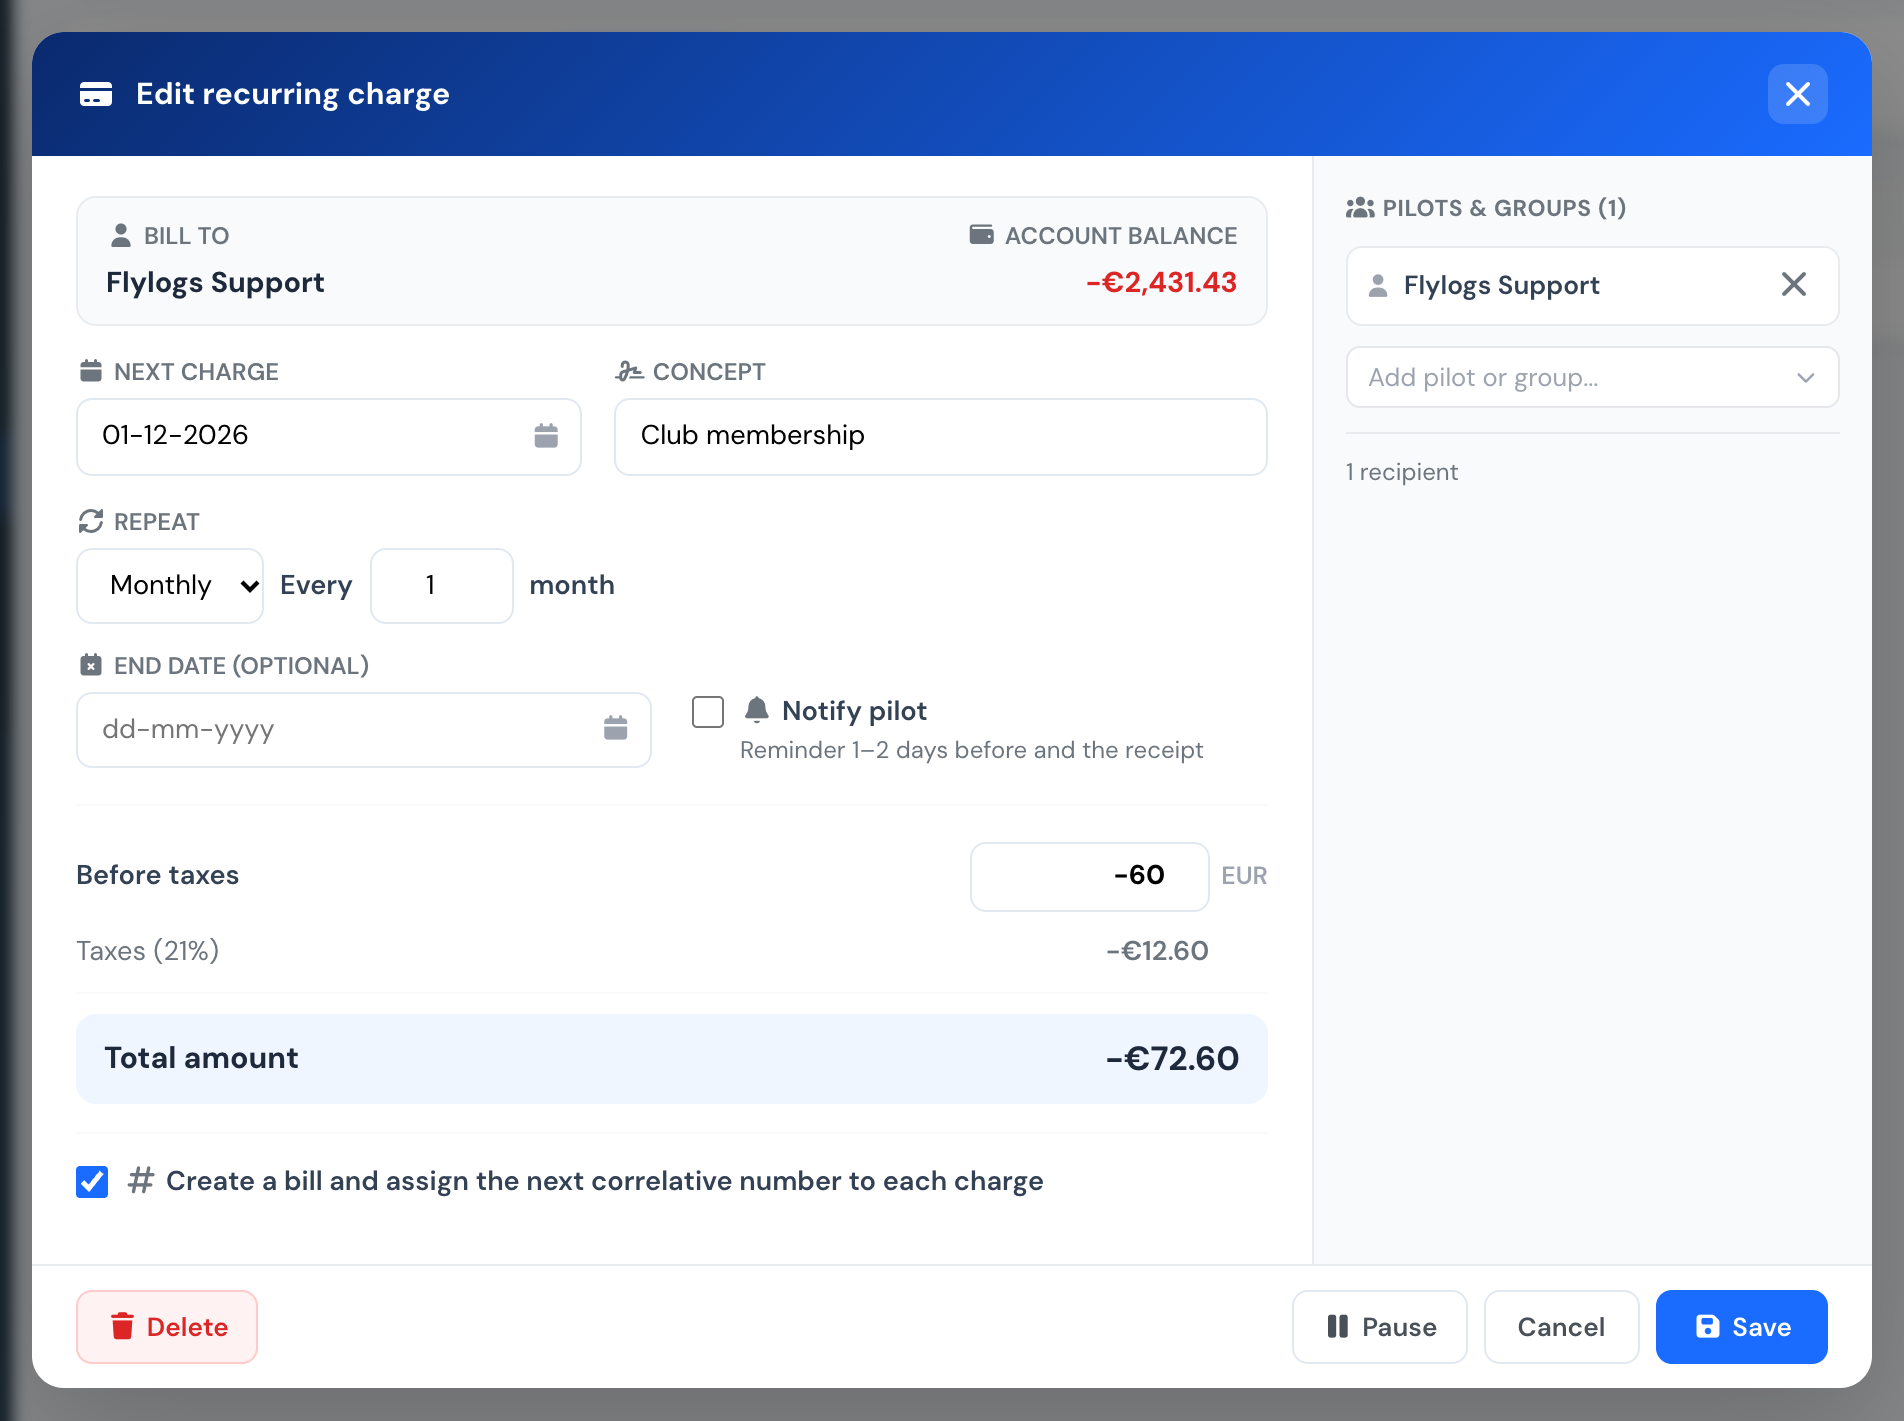 Edit recurring charge
BILL TO
ACCOUNT BALANCE
Flylogs Support
-€2,431.43
NEXT CHARGE
CONCEPT
01-12-2026
Club membership
REPEAT
Monthly Every 1 month
END DATE (OPTIONAL)
dd-mm-yyyy
Notify pilot
Reminder 1–2 days before and the receipt
Before taxes
-60 EUR
Taxes (21%)
-€12.60
Total amount
-€72.60
# Create a bill and assign the next correlative number to each charge
PILOTS & GROUPS (1)
Flylogs Support
Add pilot or group...
1 recipient
Delete
Pause
Cancel
Save